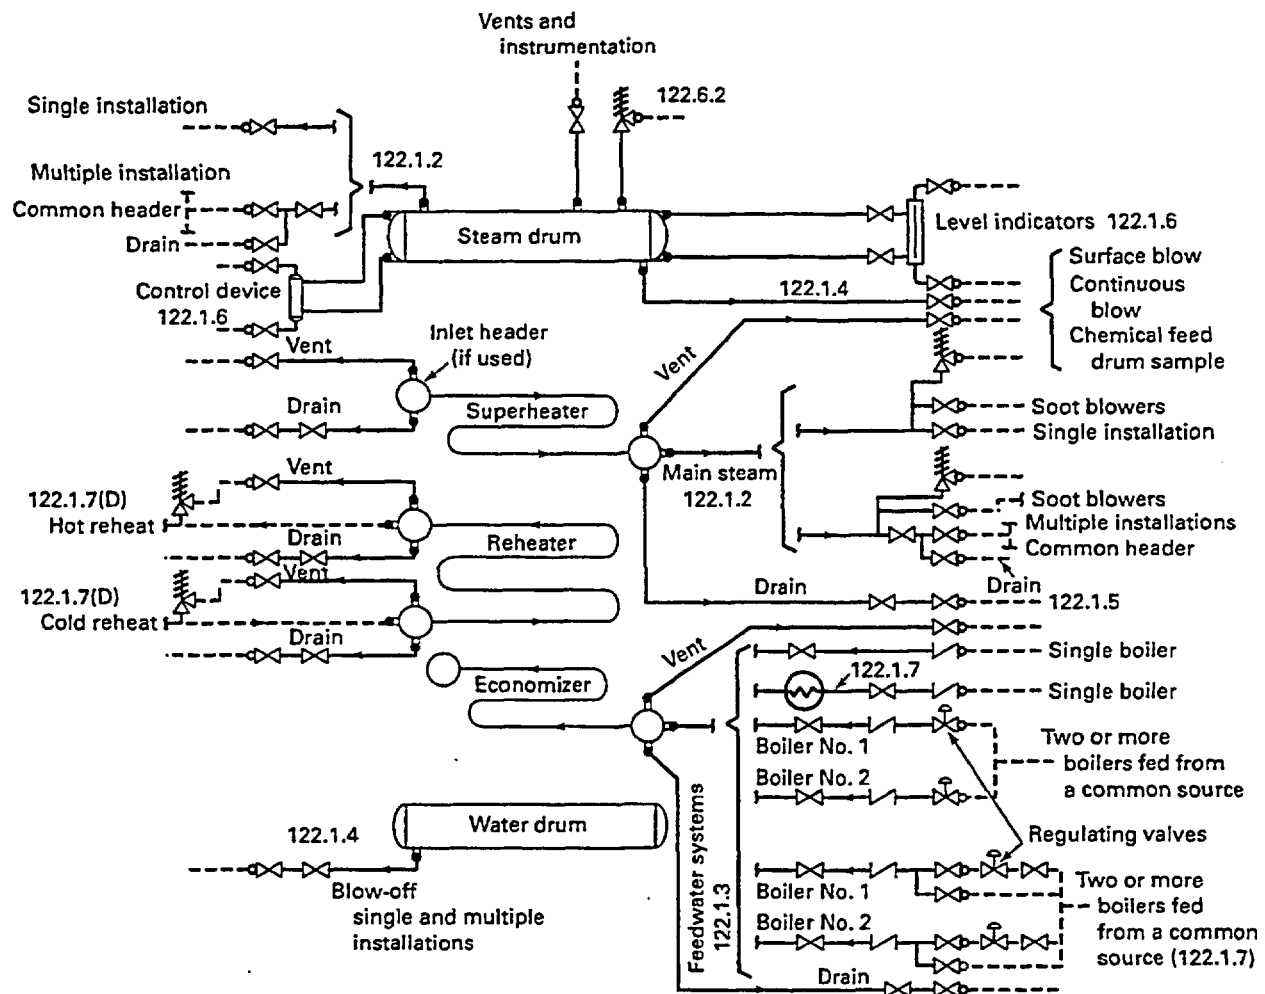 Vents and
instrumentation
Single installation
122.6.2
122.1.2
Multiple installation
Common header
Drain
Steam drum
Level indicators 122.1.6
Control device
122.1.6
122.1.4
Surface blow
Continuous
blow
Chemical feed
drum sample
Inlet header
(if used)
Vent
Drain
Superheater
Vent
Main steam
122.1.2
Soot blowers
Single installation
Soot blowers
Multiple installations
Common header
Drain
Vent
122.1.7(D)
Hot reheat
Drain
Reheater
Vent
122.1.7(D)
Cold reheat
Drain
Drain
122.1.5
Vent
Economizer
Single boiler
122.1.7
Single boiler
Boiler No. 1
Boiler No. 2
Two or more
boilers fed from
a common source
Regulating valves
Water drum
122.1.4
Blow-off
single and multiple
installations
Feedwater systems
122.1.3
Boiler No. 1
Boiler No. 2
Two or more
boilers fed
from a common
source (122.1.7)
Drain